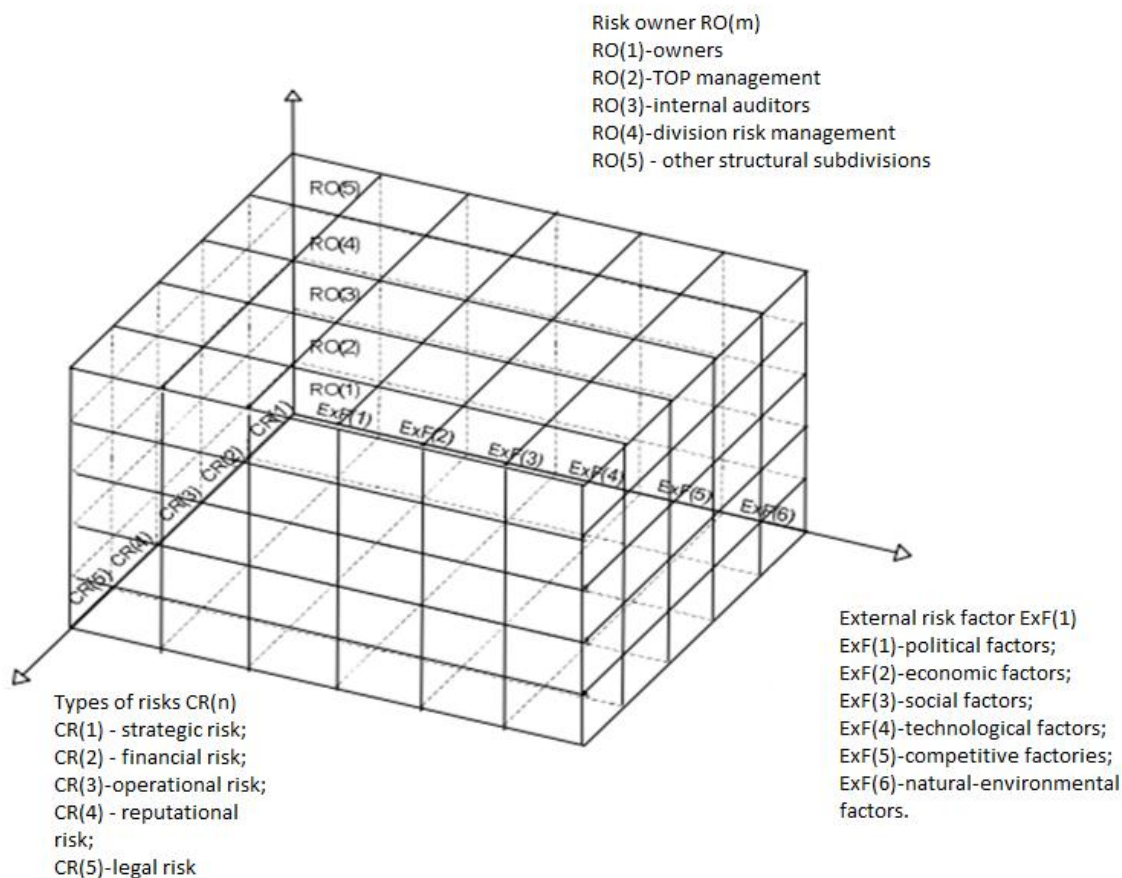 Risk owner RO(m)
RO(1)-owners
RO(2)-TOP management
RO(3)-internal auditors
RO(4)-division risk management
RO(5) - other structural subdivisions
RO(5)
RO(4)
RO(3)
RO(2)
RO(1)
ExF(1)
ExF(2)
ExF(3)
ExF(4)
ExF(5)
ExF(6)
CR(1)
CR(2)
CR(3)
CR(4)
CR(5)
External risk factor ExF(1)
ExF(1)-political factors;
ExF(2)-economic factors;
ExF(3)-social factors;
ExF(4)-technological factors;
ExF(5)-competitive factories;
ExF(6)-natural-environmental
factors.
Types of risks CR(n)
CR(1) - strategic risk;
CR(2) - financial risk;
CR(3)-operational risk;
CR(4) - reputational
risk;
CR(5)-legal risk